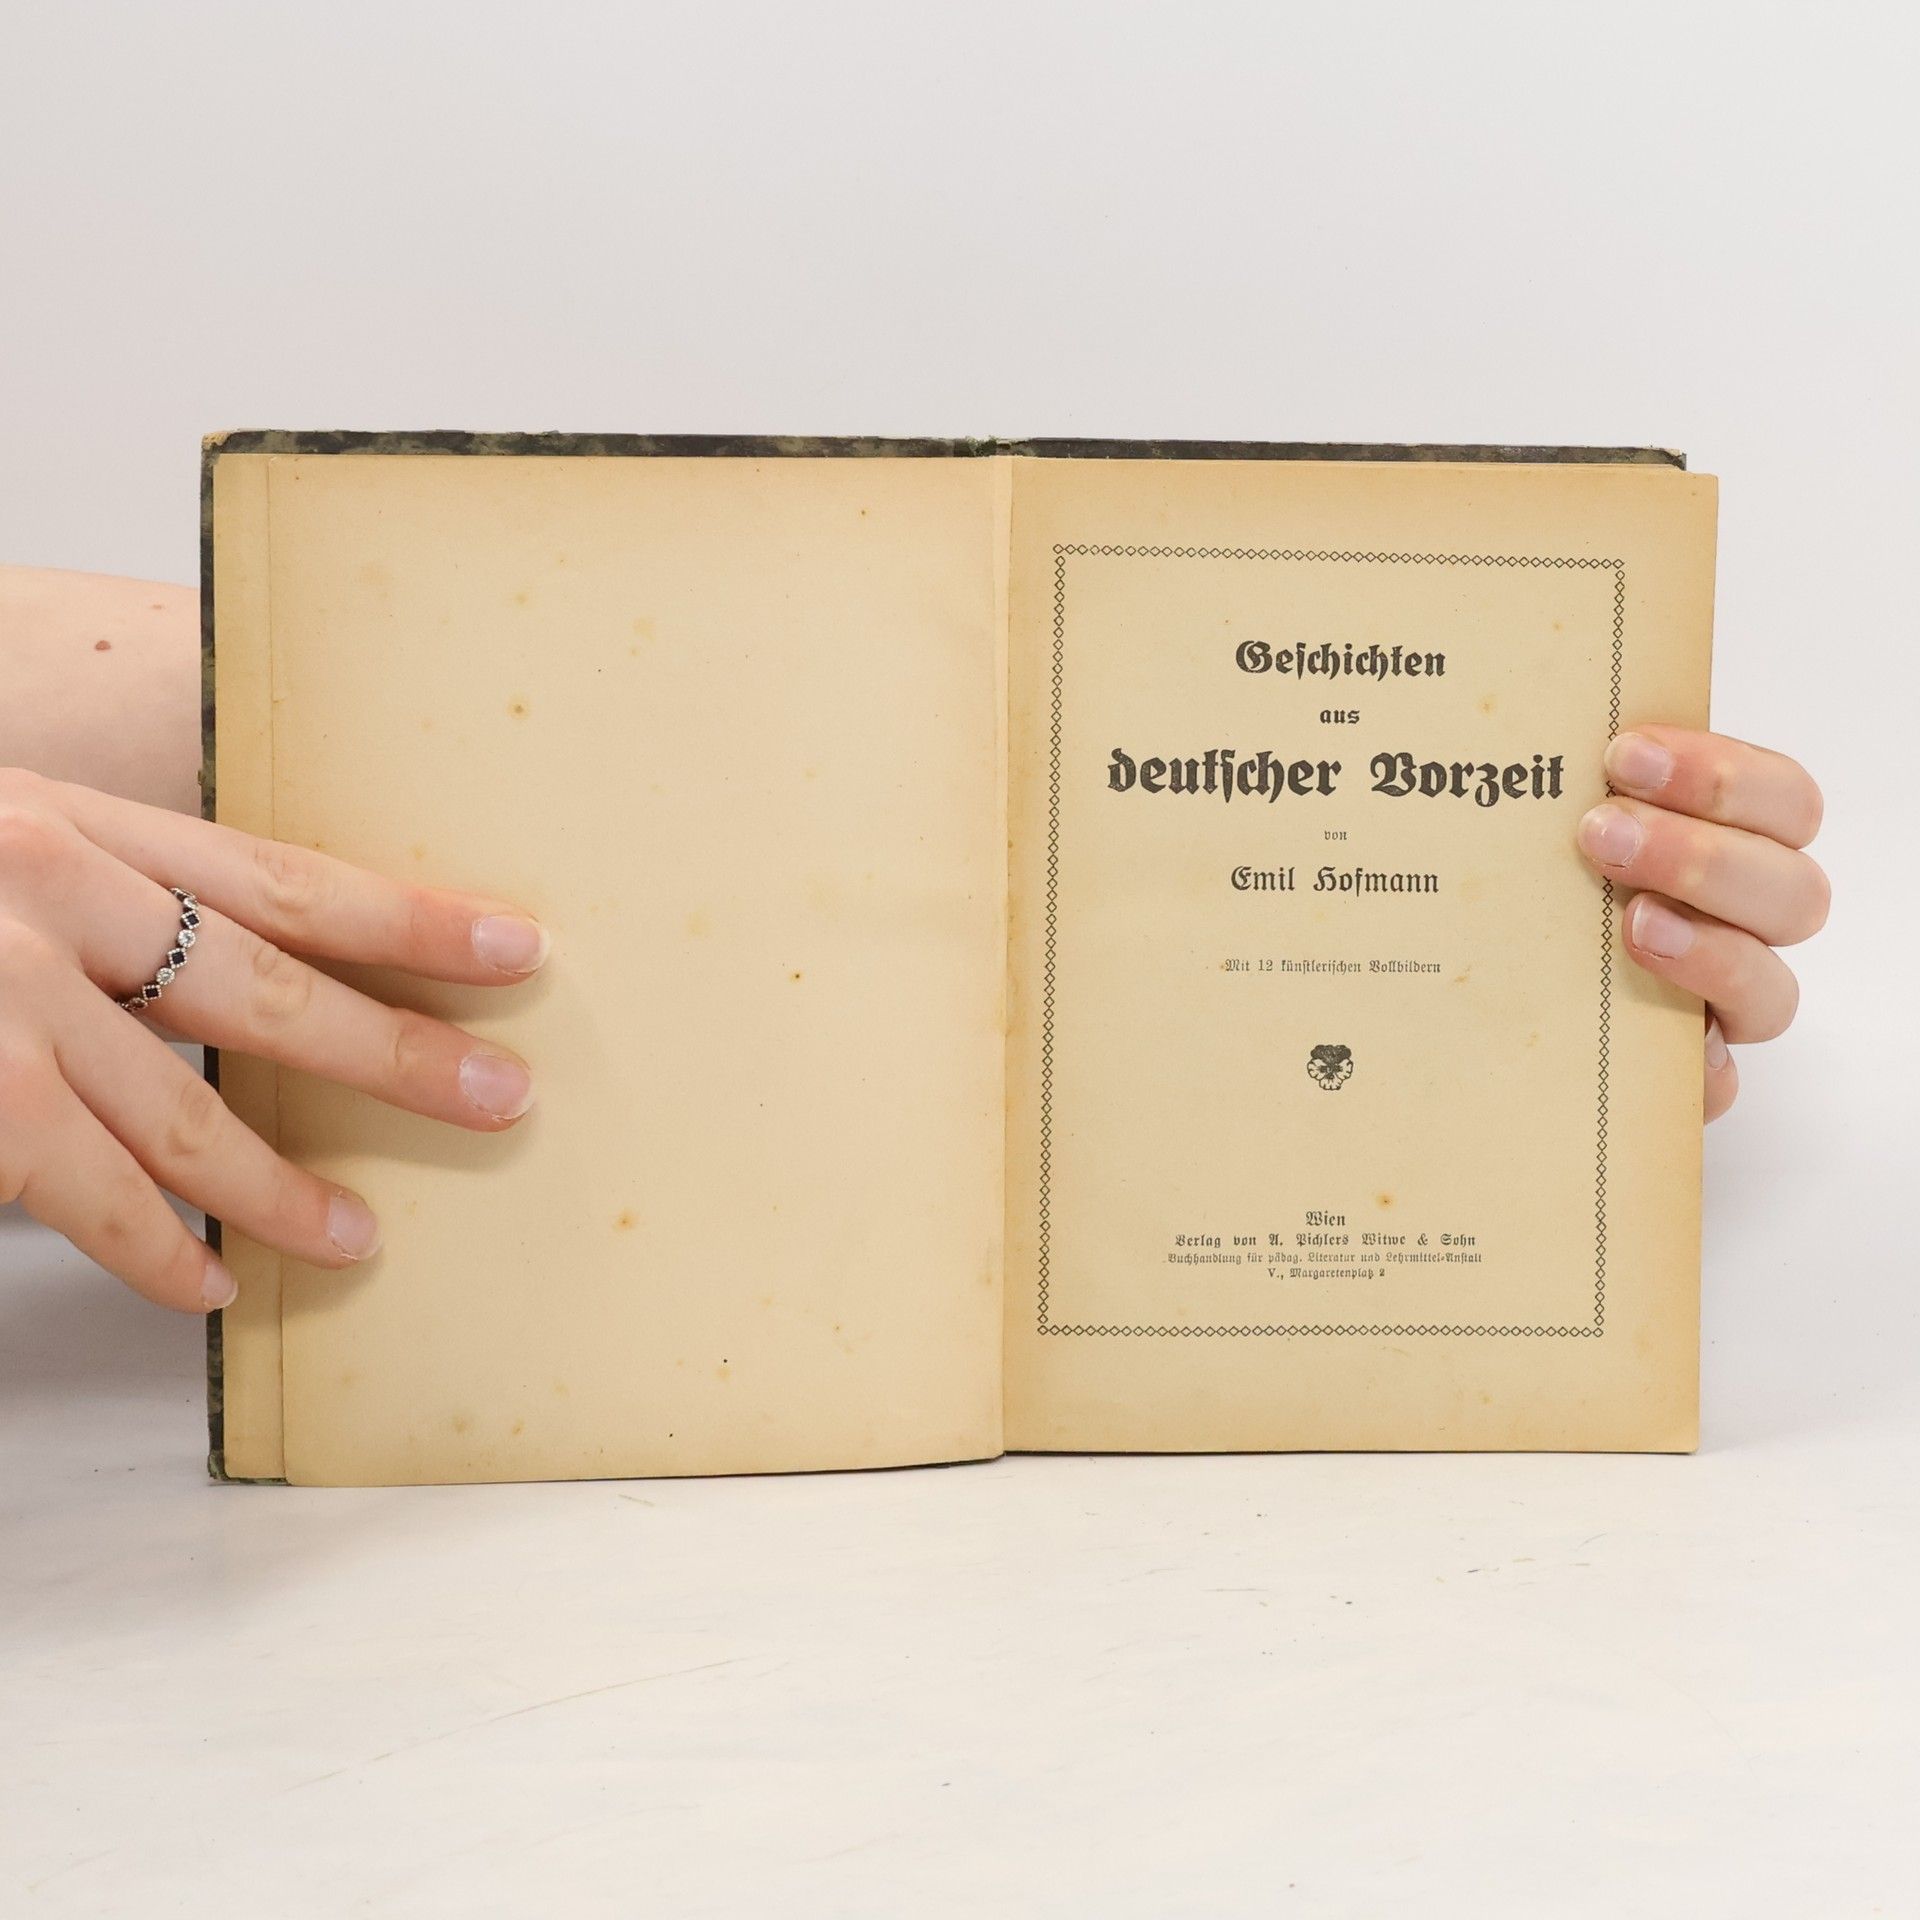 Geſchichten
aus
deutſcher Vorzeit
von
Emil Hofmann
Mit 12 künſtleriſchen Vollbildern
Wien
Verlag von A. Pichlers Witwe & Sohn
Buchhandlung für pädag. Literatur und Lehrmittel-Anſtalt
V., Margaretenplatz 2